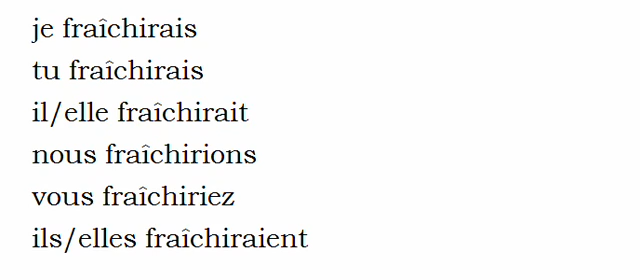 je fraîchirais
tu fraîchirais
il/elle fraîchirait
nous fraîchirions
vous fraîchiriez
ils/elles fraîchiraient